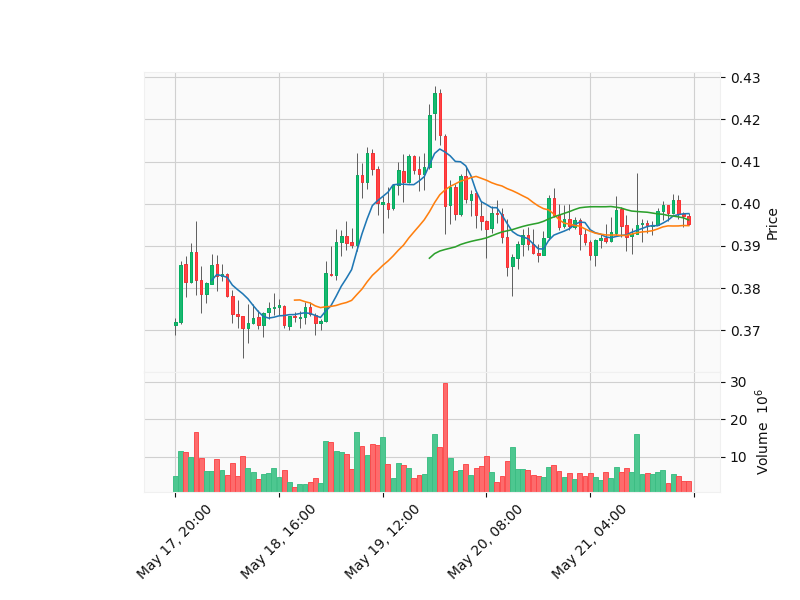 0.43
0.42
0.41
0.40
0.39
0.38
0.37
Price
30
20
10
Volume 10^6
May 17, 20:00
May 18, 16:00
May 19, 12:00
May 20, 08:00
May 21, 04:00